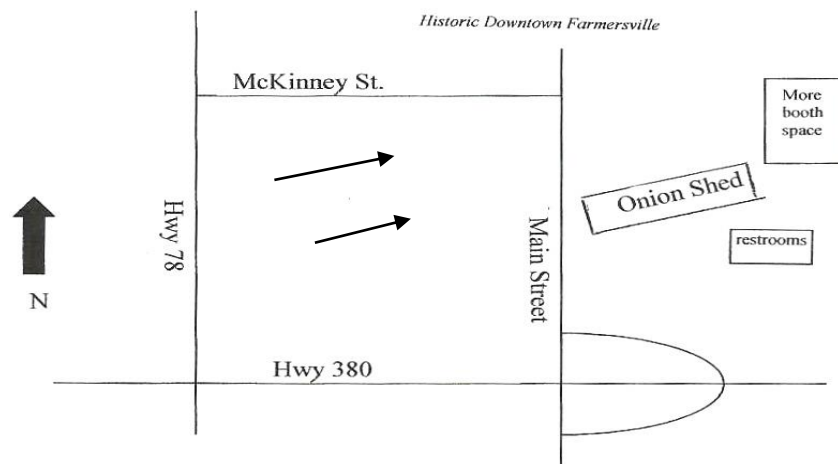 Historic Downtown Farmersville
McKinney St.
More
booth
space
Onion Shed
Hwy 78
Main Street
restrooms
N
Hwy 380